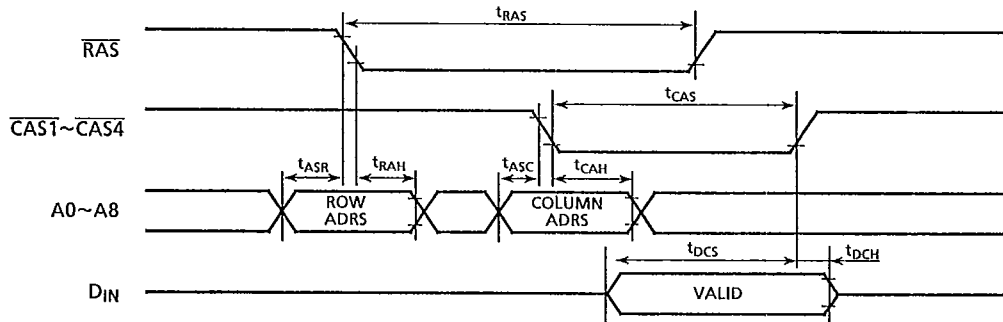 tRAS
RAS
tCAS
CAS1~CAS4
tASR tRAH tASC tCAH
A0~A8 ROW ADRS COLUMN ADRS
tDCS tDCH
DIN VALID